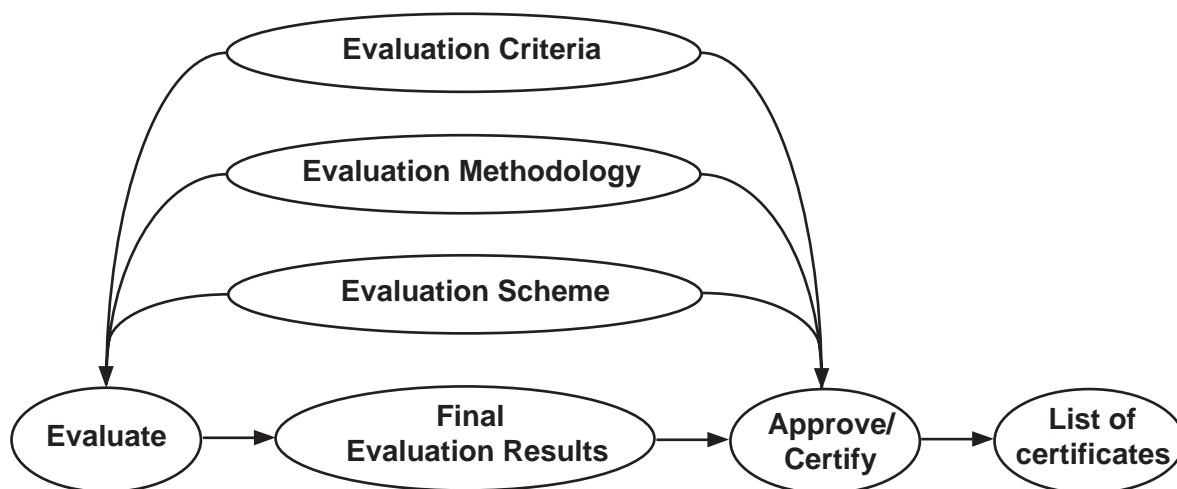 Evaluation Criteria
Evaluation Methodology
Evaluation Scheme
Evaluate
Final
Evaluation Results
Approve/
Certify
List of
certificates